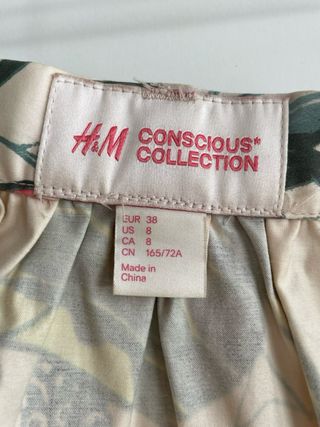 H&M CONSCIOUS*
COLLECTION
EUR 38
US 8
CA 8
CN 165/72A
Made in
China